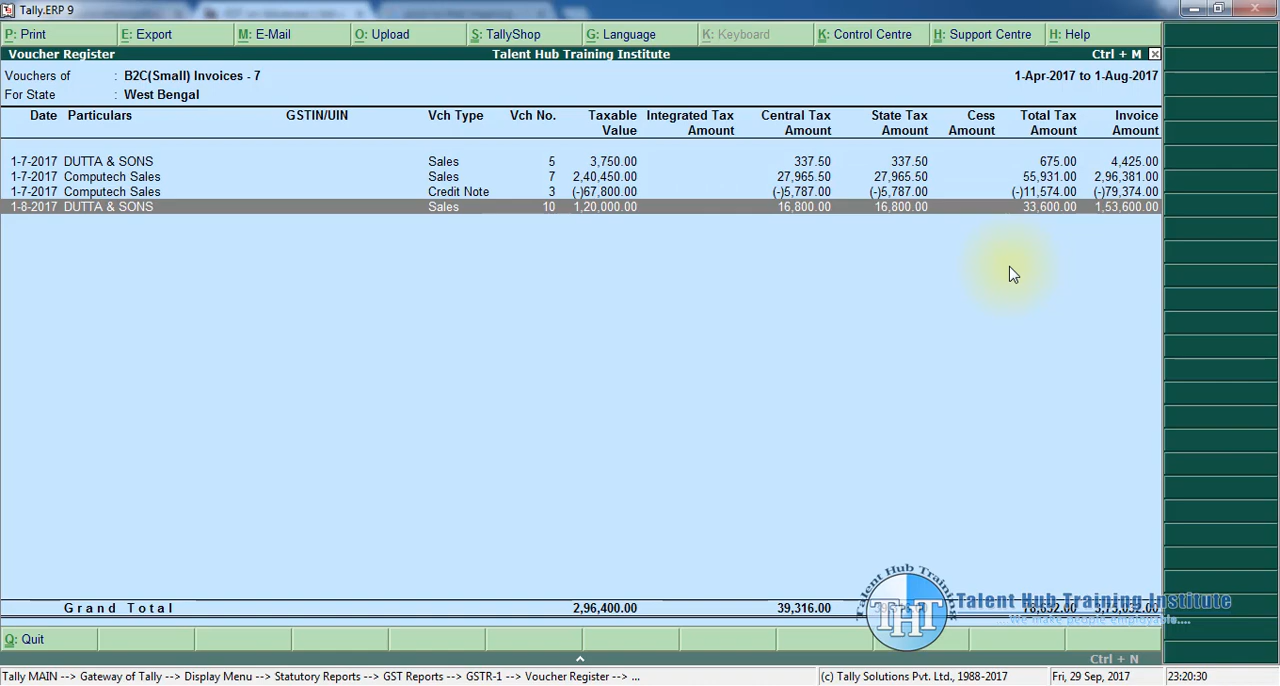 Tally.ERP 9
P: Print E: Export M: E-Mail O: Upload S: TallyShop G: Language K: Keyboard K: Control Centre H: Support Centre H: Help
Voucher Register Talent Hub Training Institute Ctrl + M
Vouchers of : B2C(Small) Invoices - 7 1-Apr-2017 to 1-Aug-2017
For State : West Bengal
Date Particulars GSTIN/UIN Vch Type Vch No. Taxable Integrated Tax Central Tax State Tax Cess Total Tax Invoice
Value Amount Amount Amount Amount Amount Amount
1-7-2017 DUTTA & SONS Sales 5 3,750.00 337.50 337.50 675.00 4,425.00
1-7-2017 Computech Sales Sales 7 2,40,450.00 27,965.50 27,965.50 55,931.00 2,96,381.00
1-7-2017 Computech Sales Credit Note 3 (-)67,800.00 (-)5,787.00 (-)5,787.00 (-)11,574.00 (-)79,374.00
1-8-2017 DUTTA & SONS Sales 10 1,20,000.00 16,800.00 16,800.00 33,600.00 1,53,600.00
Grand Total 2,96,400.00 39,316.00
Talent Hub Training
THT
Talent Hub Training Institute
... We make people employable....
Q: Quit
Ctrl + N
Tally MAIN --> Gateway of Tally --> Display Menu --> Statutory Reports --> GST Reports --> GSTR-1 --> Voucher Register --> ... (c) Tally Solutions Pvt. Ltd., 1988-2017 Fri, 29 Sep, 2017 23:20:30